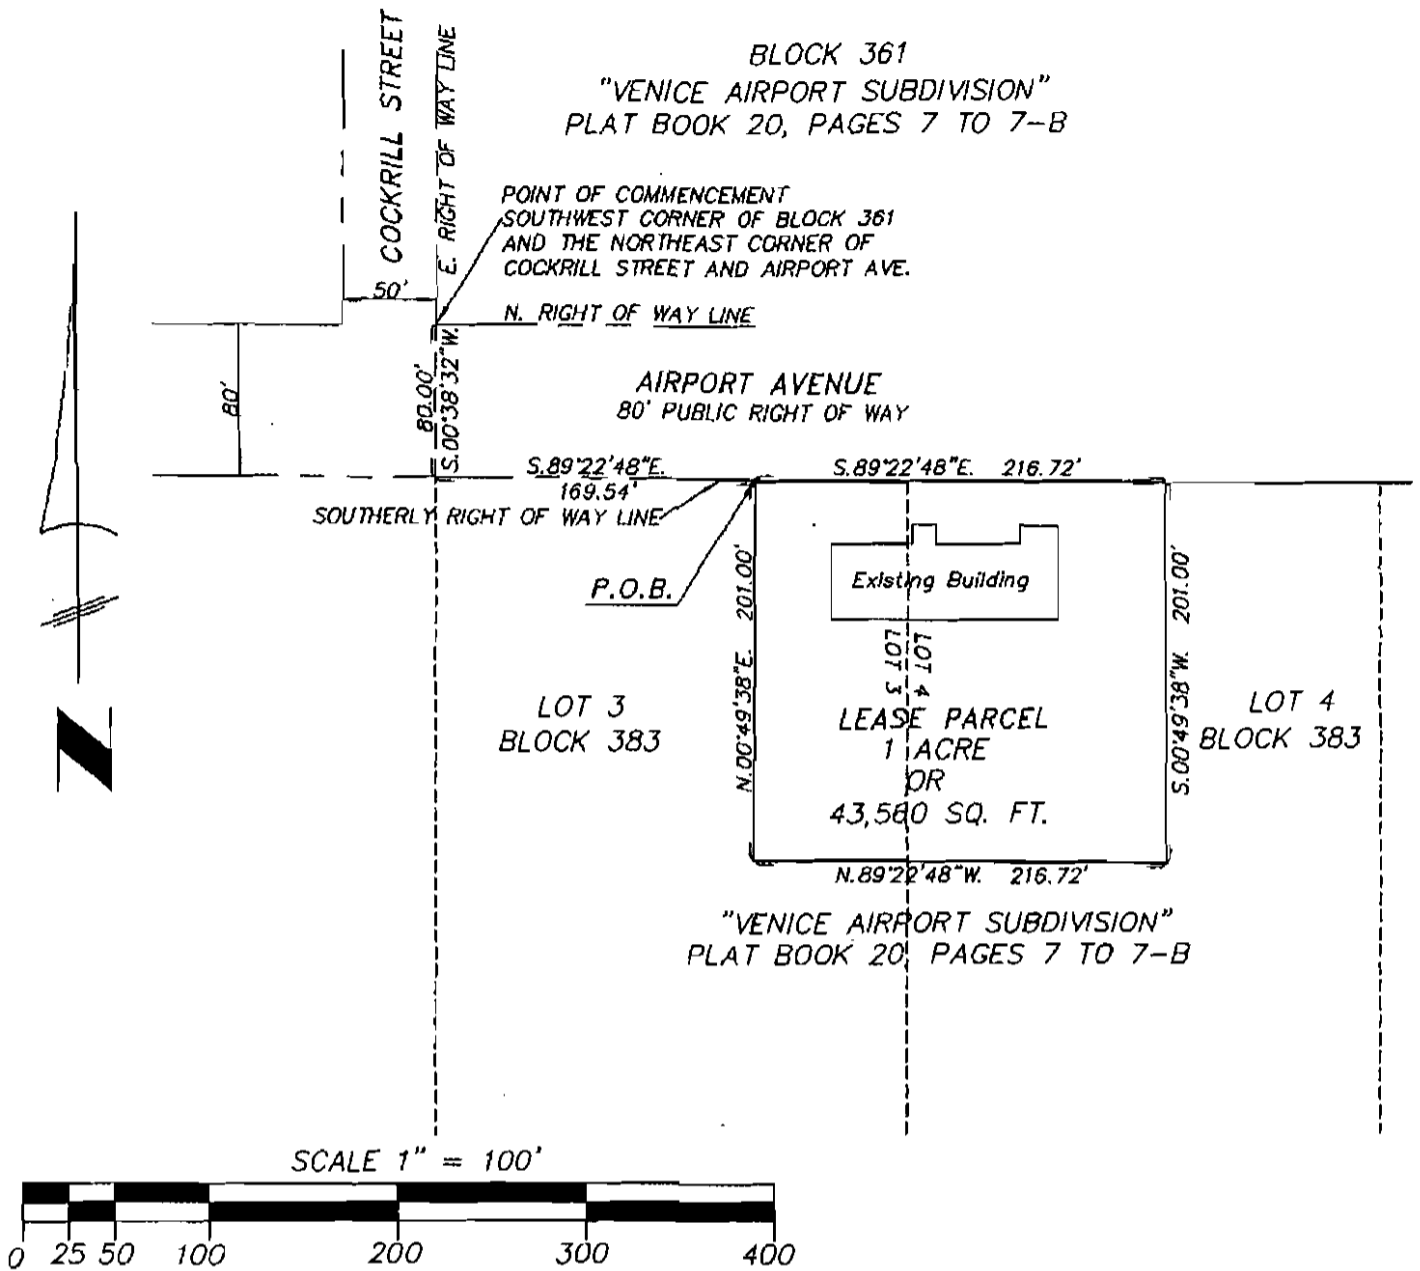 COCKRILL STREET
E. RIGHT OF WAY LINE
BLOCK 361
"VENICE AIRPORT SUBDIVISION"
PLAT BOOK 20, PAGES 7 TO 7-B
POINT OF COMMENCEMENT
SOUTHWEST CORNER OF BLOCK 361
AND THE NORTHEAST CORNER OF
COCKRILL STREET AND AIRPORT AVE.
50'
N. RIGHT OF WAY LINE
80'
80.00'
S.00°38'32"W.
AIRPORT AVENUE
80' PUBLIC RIGHT OF WAY
S.89°22'48"E.
169.54'
S.89°22'48"E. 216.72'
SOUTHERLY RIGHT OF WAY LINE
P.O.B.
Existing Building
N.00°49'38"E. 201.00'
S.00°49'38"W. 201.00'
LOT 3
LOT 4
LOT 3
BLOCK 383
LEASE PARCEL
1 ACRE
OR
43,560 SQ. FT.
LOT 4
BLOCK 383
N.89°22'48"W. 216.72'
"VENICE AIRPORT SUBDIVISION"
PLAT BOOK 20, PAGES 7 TO 7-B
N
SCALE 1" = 100'
0 25 50 100 200 300 400